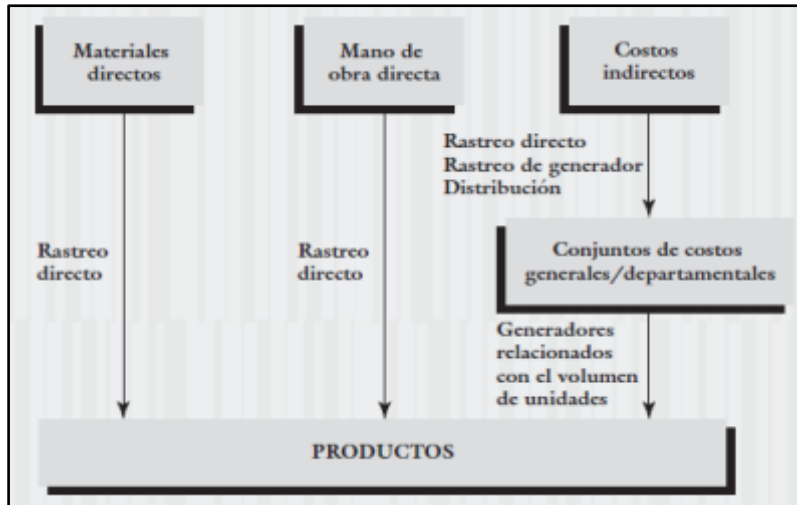 Materiales
directos
Mano de
obra directa
Costos
indirectos
Rastreo directo
Rastreo de generador
Distribución
Rastreo
directo
Rastreo
directo
Conjuntos de costos
generales/departamentales
Generadores
relacionados
con el volumen
de unidades
PRODUCTOS